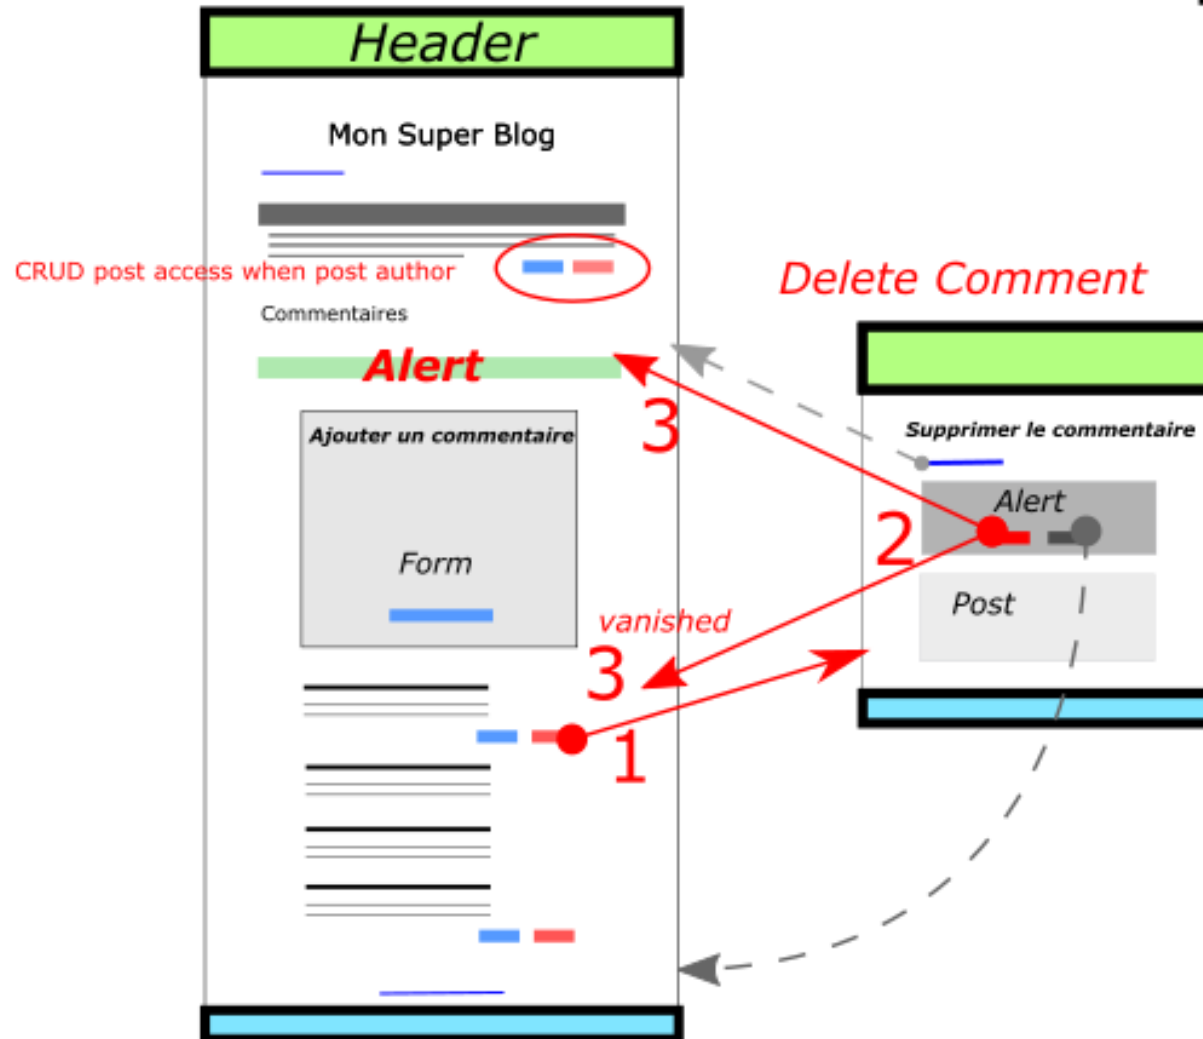 Header
Mon Super Blog
CRUD post access when post author
Commentaires
Alert
3
Ajouter un commentaire
Form
vanished
3
1
Delete Comment
Supprimer le commentaire
Alert
2
Post